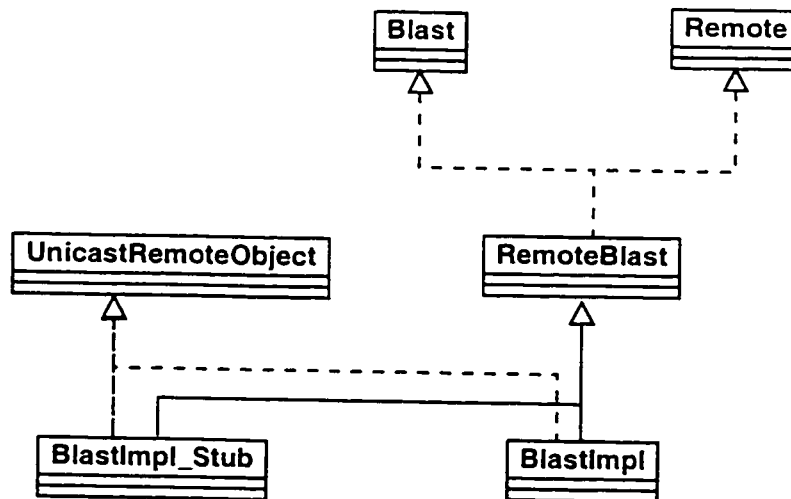 Blast
Remote
UnicastRemoteObject
RemoteBlast
BlastImpl_Stub
BlastImpl